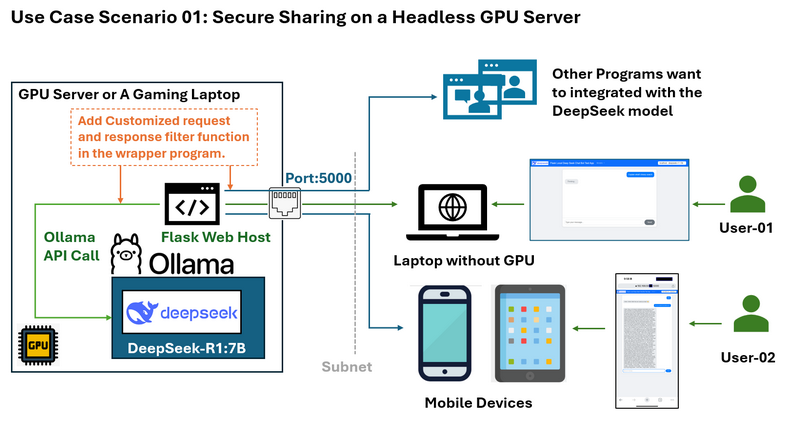 Use Case Scenario 01: Secure Sharing on a Headless GPU Server
GPU Server or A Gaming Laptop
Add Customized request
and response filter function
in the wrapper program.
Other Programs want
to integrated with the
DeepSeek model
Port:5000
Ollama
API Call
Flask Web Host
Ollama
deepseek
DeepSeek-R1:7B
GPU
Laptop without GPU
User-01
Subnet
Mobile Devices
User-02